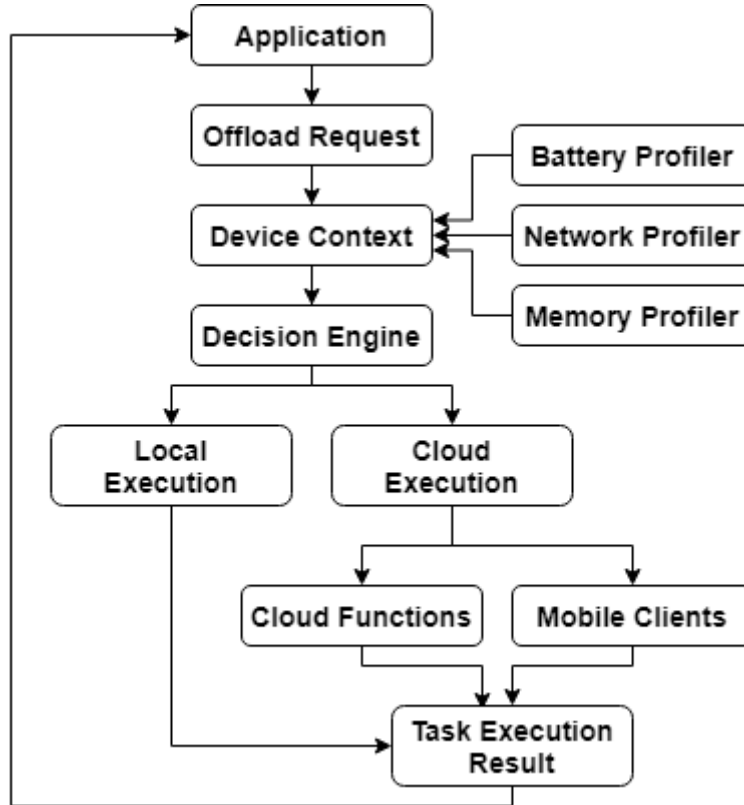 Application
Offload Request
Battery Profiler
Device Context
Network Profiler
Memory Profiler
Decision Engine
Local
Execution
Cloud
Execution
Cloud Functions
Mobile Clients
Task Execution
Result